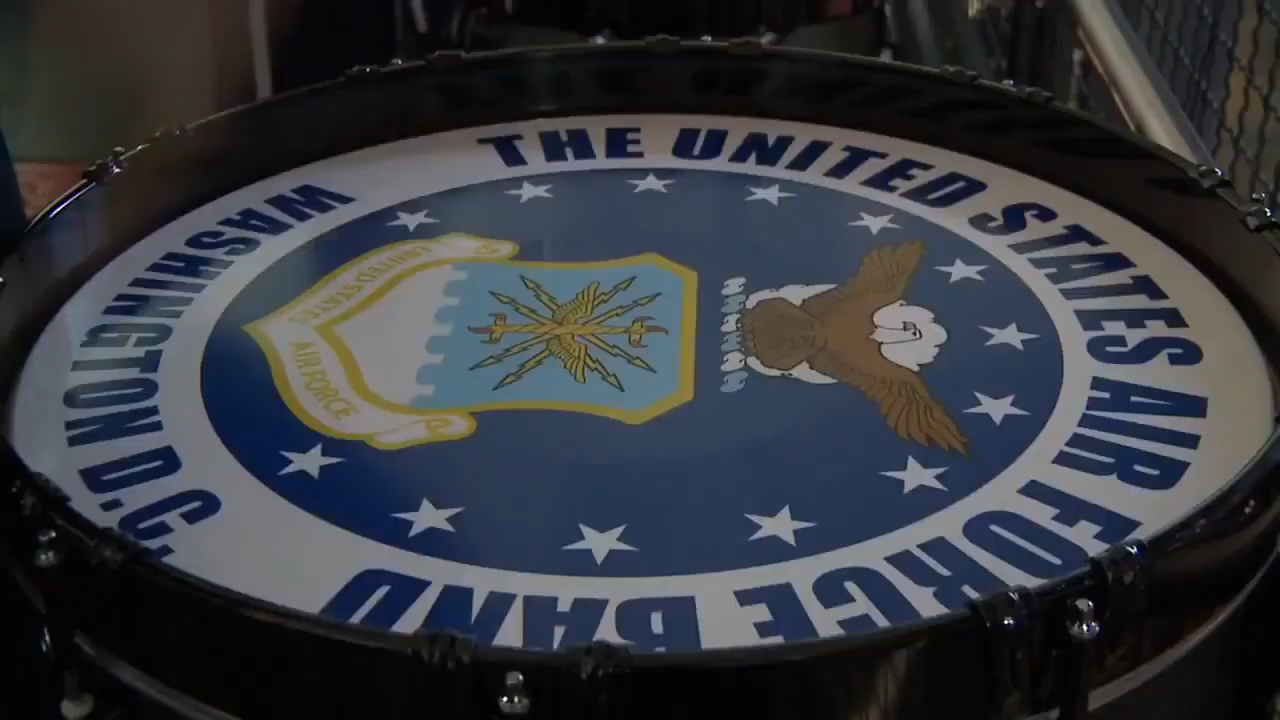 THE UNITED STATES AIR FORCE BAND
WASHINGTON D.C.
UNITED STATES
AIR FORCE